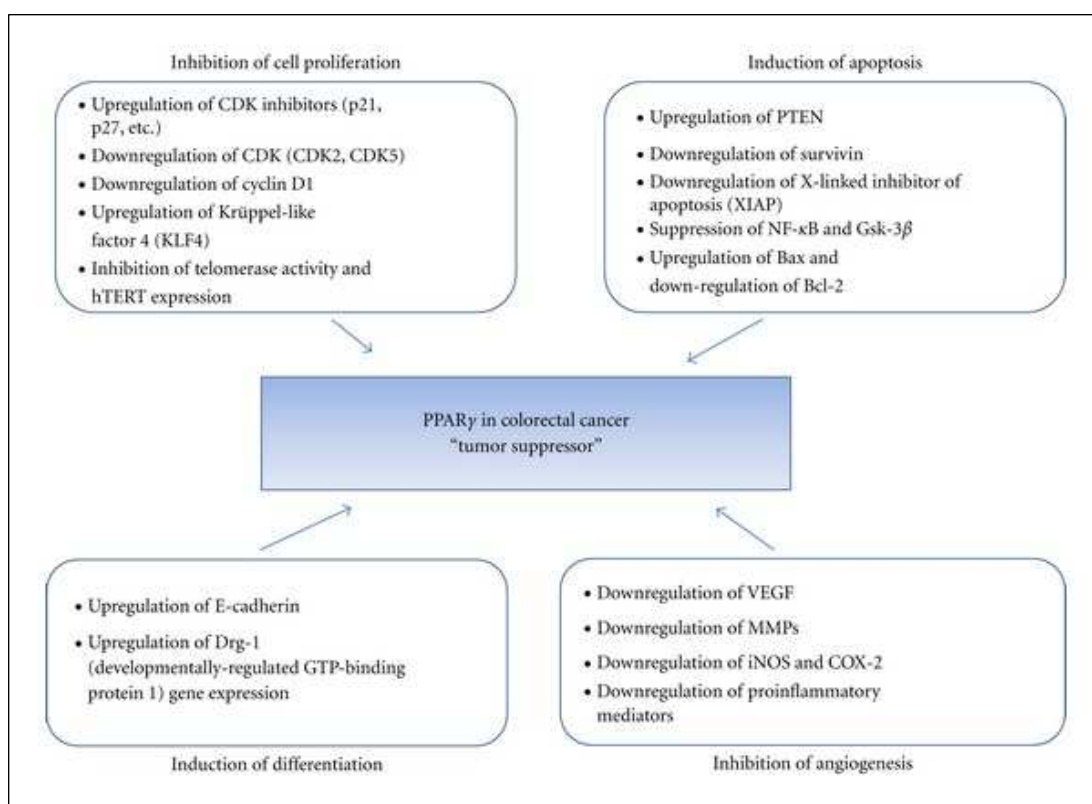 Inhibition of cell proliferation
• Upregulation of CDK inhibitors (p21,
p27, etc.)
• Downregulation of CDK (CDK2, CDK5)
• Downregulation of cyclin D1
• Upregulation of Krüppel-like
factor 4 (KLF4)
• Inhibition of telomerase activity and
hTERT expression
Induction of apoptosis
• Upregulation of PTEN
• Downregulation of survivin
• Downregulation of X-linked inhibitor of
apoptosis (XIAP)
• Suppression of NF-κB and Gsk-3β
• Upregulation of Bax and
down-regulation of Bcl-2
PPARγ in colorectal cancer
“tumor suppressor”
• Upregulation of E-cadherin
• Upregulation of Drg-1
(developmentally-regulated GTP-binding
protein 1) gene expression
Induction of differentiation
• Downregulation of VEGF
• Downregulation of MMPs
• Downregulation of iNOS and COX-2
• Downregulation of proinflammatory
mediators
Inhibition of angiogenesis